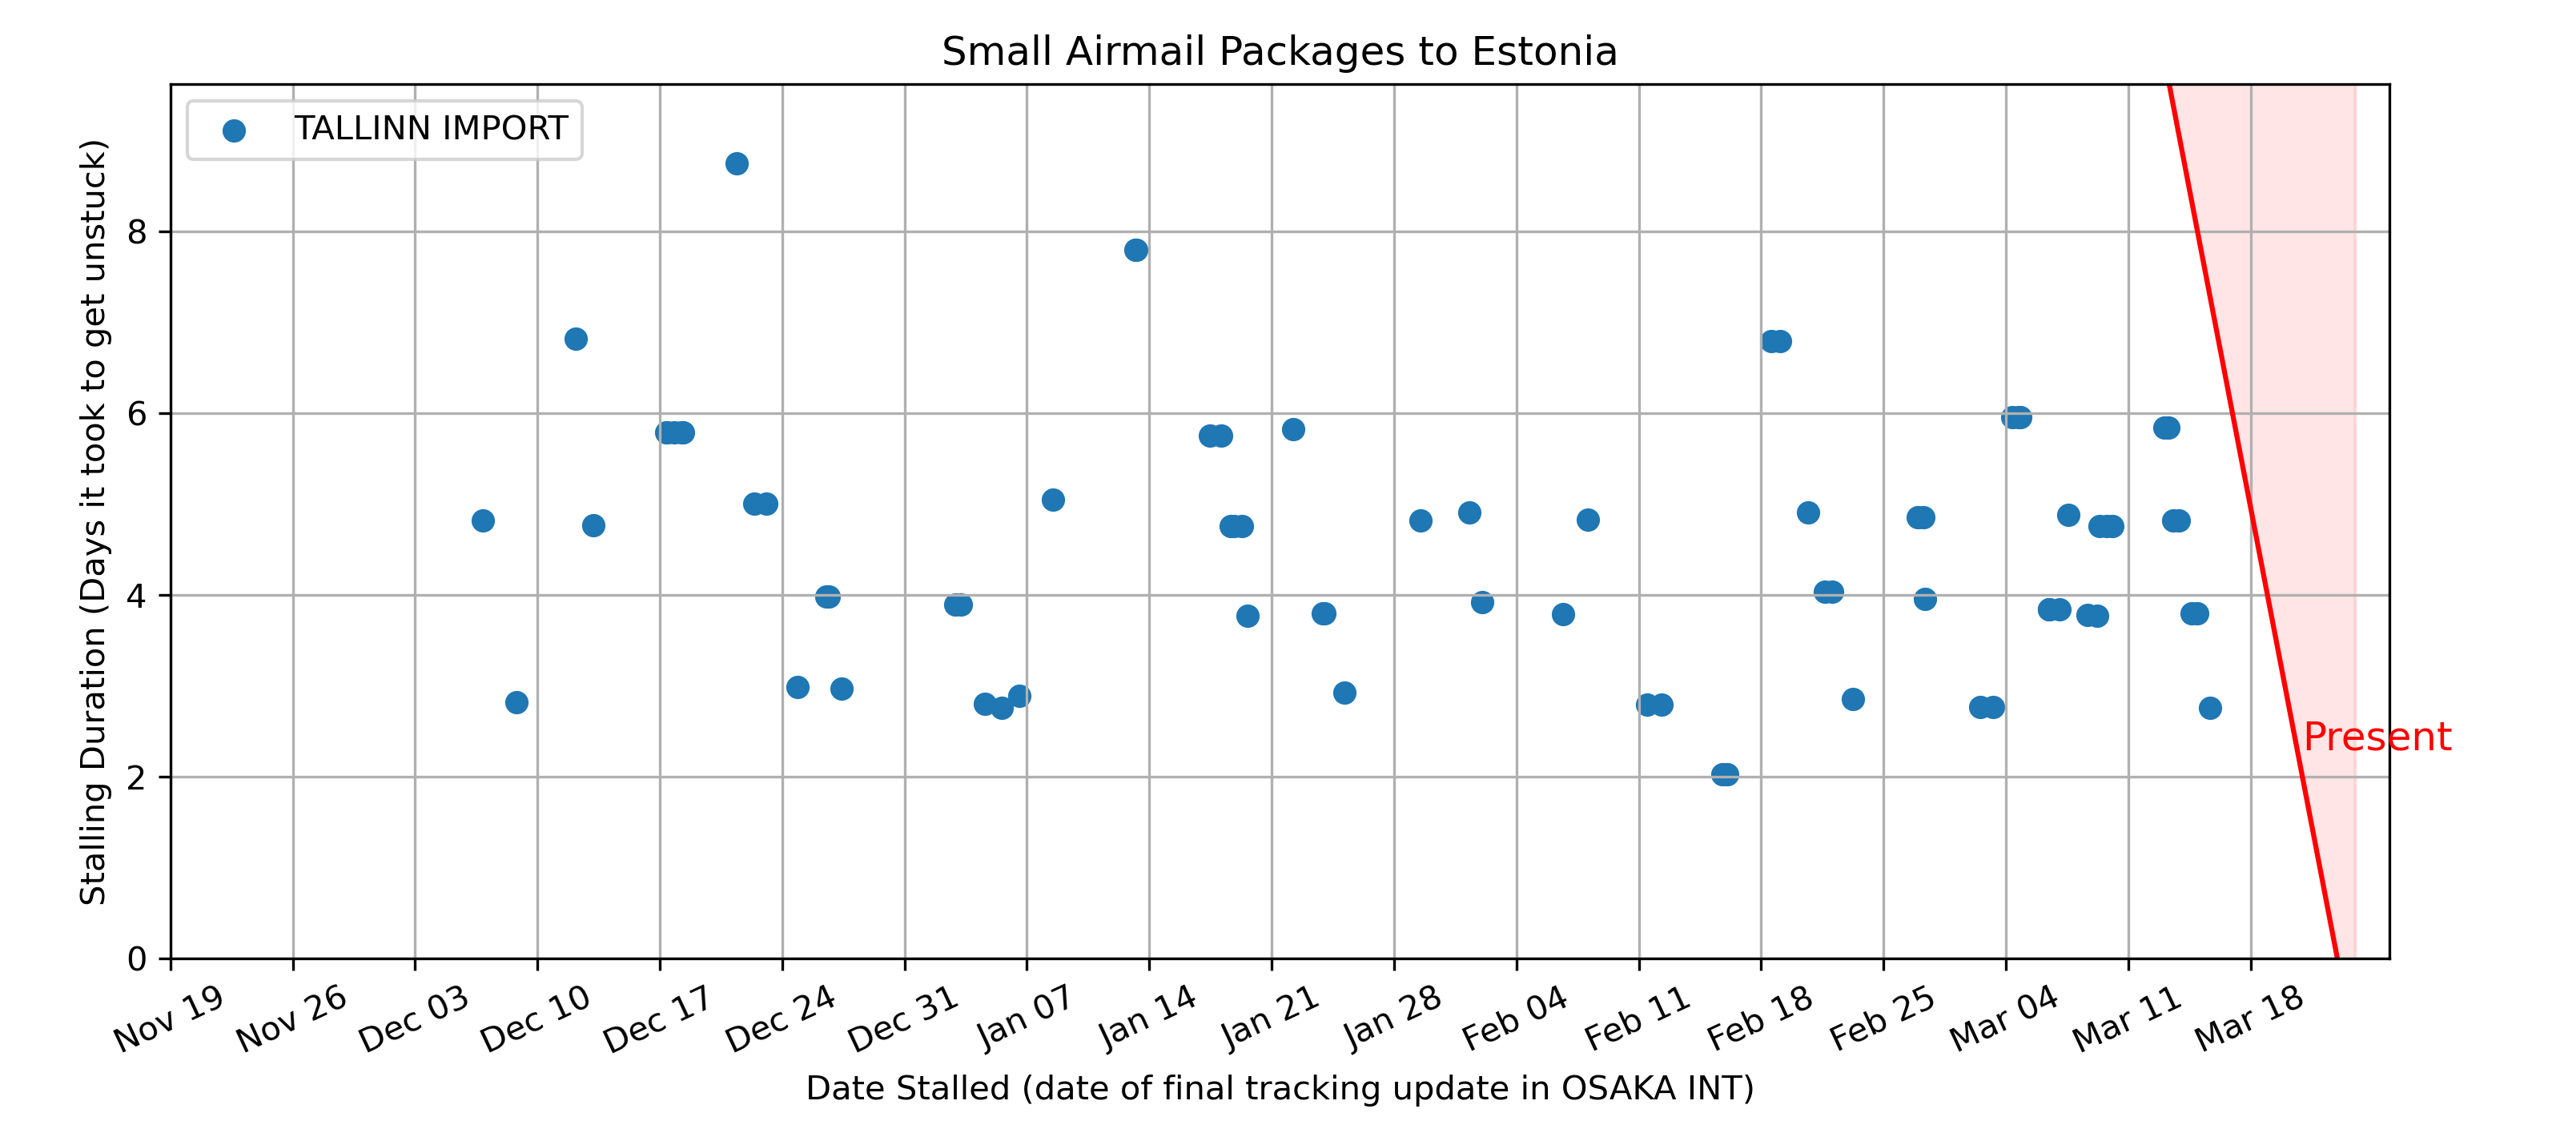 Small Airmail Packages to Estonia
TALLINN IMPORT
Stalling Duration (Days it took to get unstuck)
8
6
4
2
0
Present
Nov 19
Nov 26
Dec 03
Dec 10
Dec 17
Dec 24
Dec 31
Jan 07
Jan 14
Jan 21
Jan 28
Feb 04
Feb 11
Feb 18
Feb 25
Mar 04
Mar 11
Mar 18
Date Stalled (date of final tracking update in OSAKA INT)